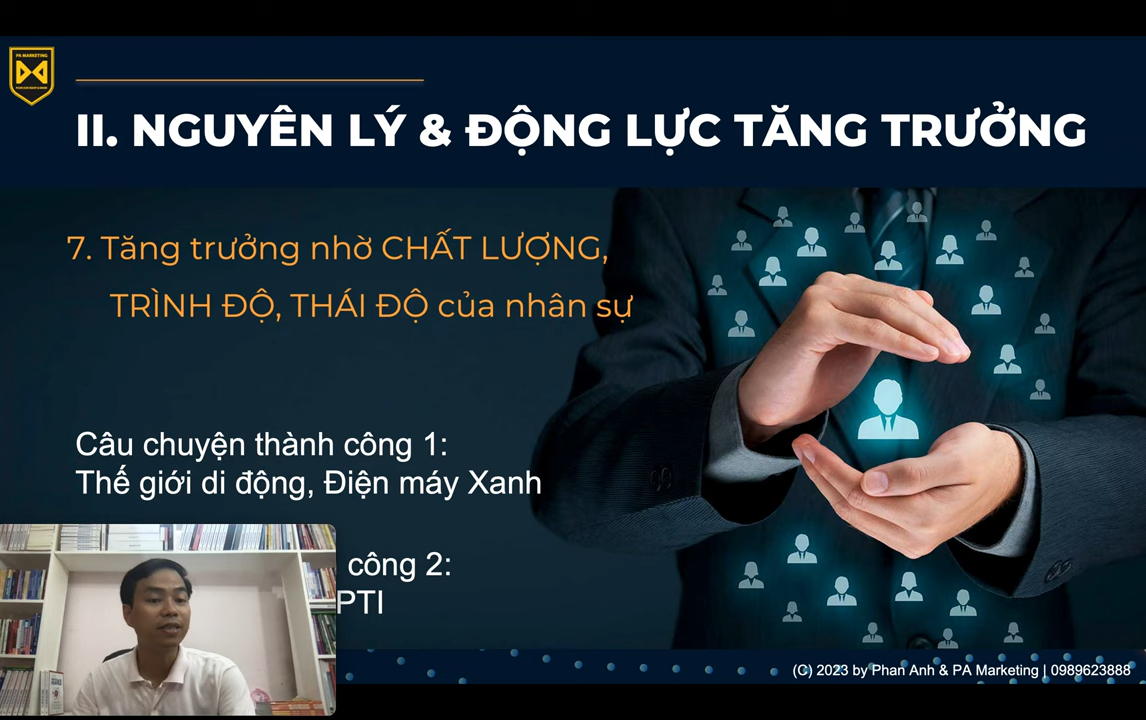 PA MARKETING
II. NGUYÊN LÝ & ĐỘNG LỰC TĂNG TRƯỞNG
7. Tăng trưởng nhờ CHẤT LƯỢNG,
TRÌNH ĐỘ, THÁI ĐỘ của nhân sự
Câu chuyện thành công 1:
Thế giới di động, Điện máy Xanh
công 2:
PTI
(C) 2023 by Phan Anh & PA Marketing | 0989623888